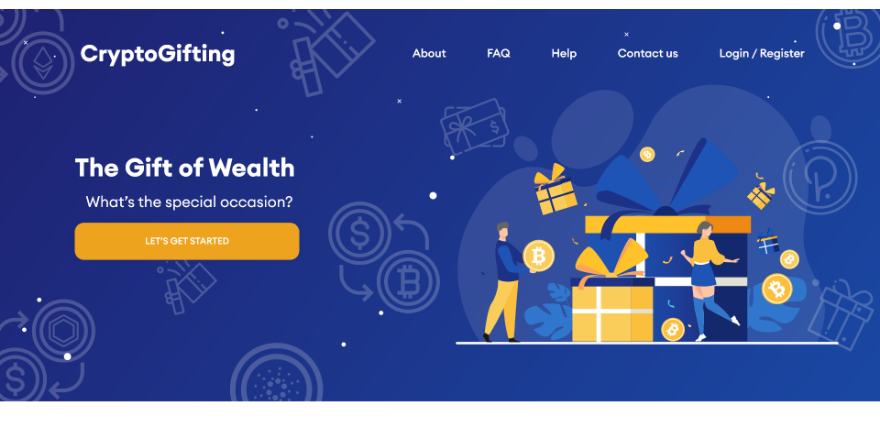 CryptoGifting
About FAQ Help Contact us Login / Register
The Gift of Wealth
What's the special occasion?
LET'S GET STARTED